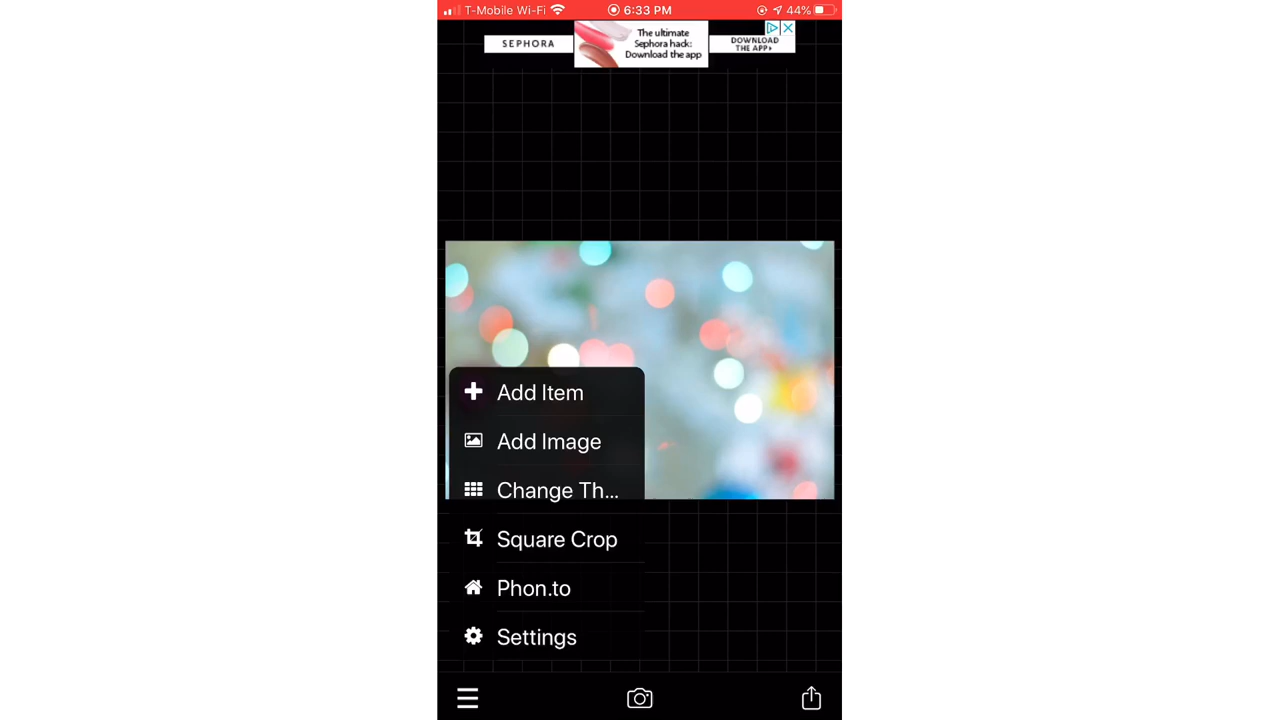 T-Mobile Wi-Fi 6:33 PM 44%
SEPHORA
The ultimate
Sephora hack:
Download the app
DOWNLOAD
THE APP
Add Item
Add Image
Change Th...
Square Crop
Phon.to
Settings